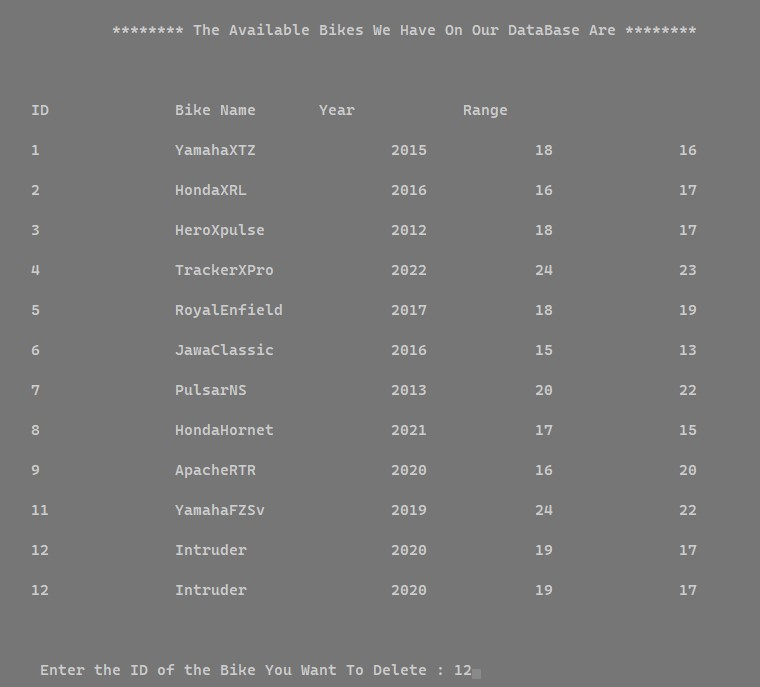 ******** The Available Bikes We Have On Our DataBase Are ********
ID Bike Name Year Range
1 YamahaXTZ 2015 18 16
2 HondaXRL 2016 16 17
3 HeroXpulse 2012 18 17
4 TrackerXPro 2022 24 23
5 RoyalEnfield 2017 18 19
6 JawaClassic 2016 15 13
7 PulsarNS 2013 20 22
8 HondaHornet 2021 17 15
9 ApacheRTR 2020 16 20
11 YamahaFZSv 2019 24 22
12 Intruder 2020 19 17
12 Intruder 2020 19 17
Enter the ID of the Bike You Want To Delete : 12